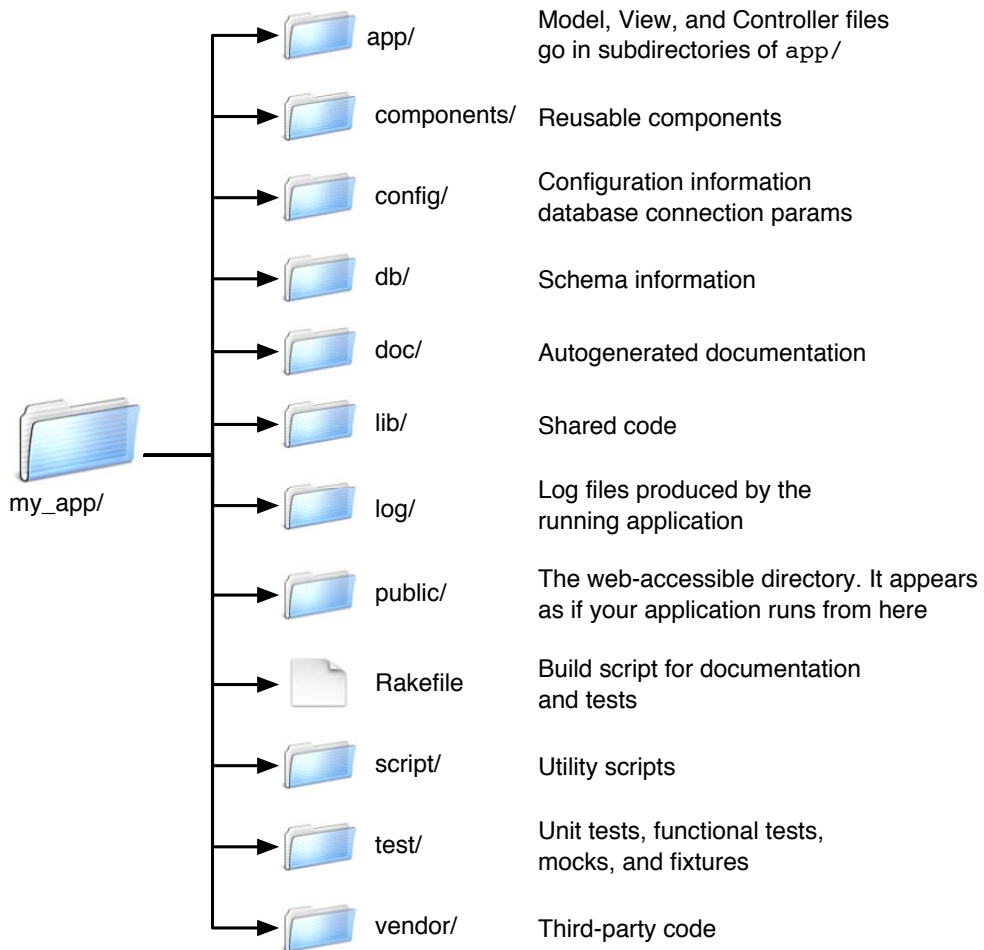 app/
Model, View, and Controller files
go in subdirectories of app/
components/
Reusable components
config/
Configuration information
database connection params
db/
Schema information
doc/
Autogenerated documentation
lib/
Shared code
my_app/
log/
Log files produced by the
running application
public/
The web-accessible directory. It appears
as if your application runs from here
Rakefile
Build script for documentation
and tests
script/
Utility scripts
test/
Unit tests, functional tests,
mocks, and fixtures
vendor/
Third-party code